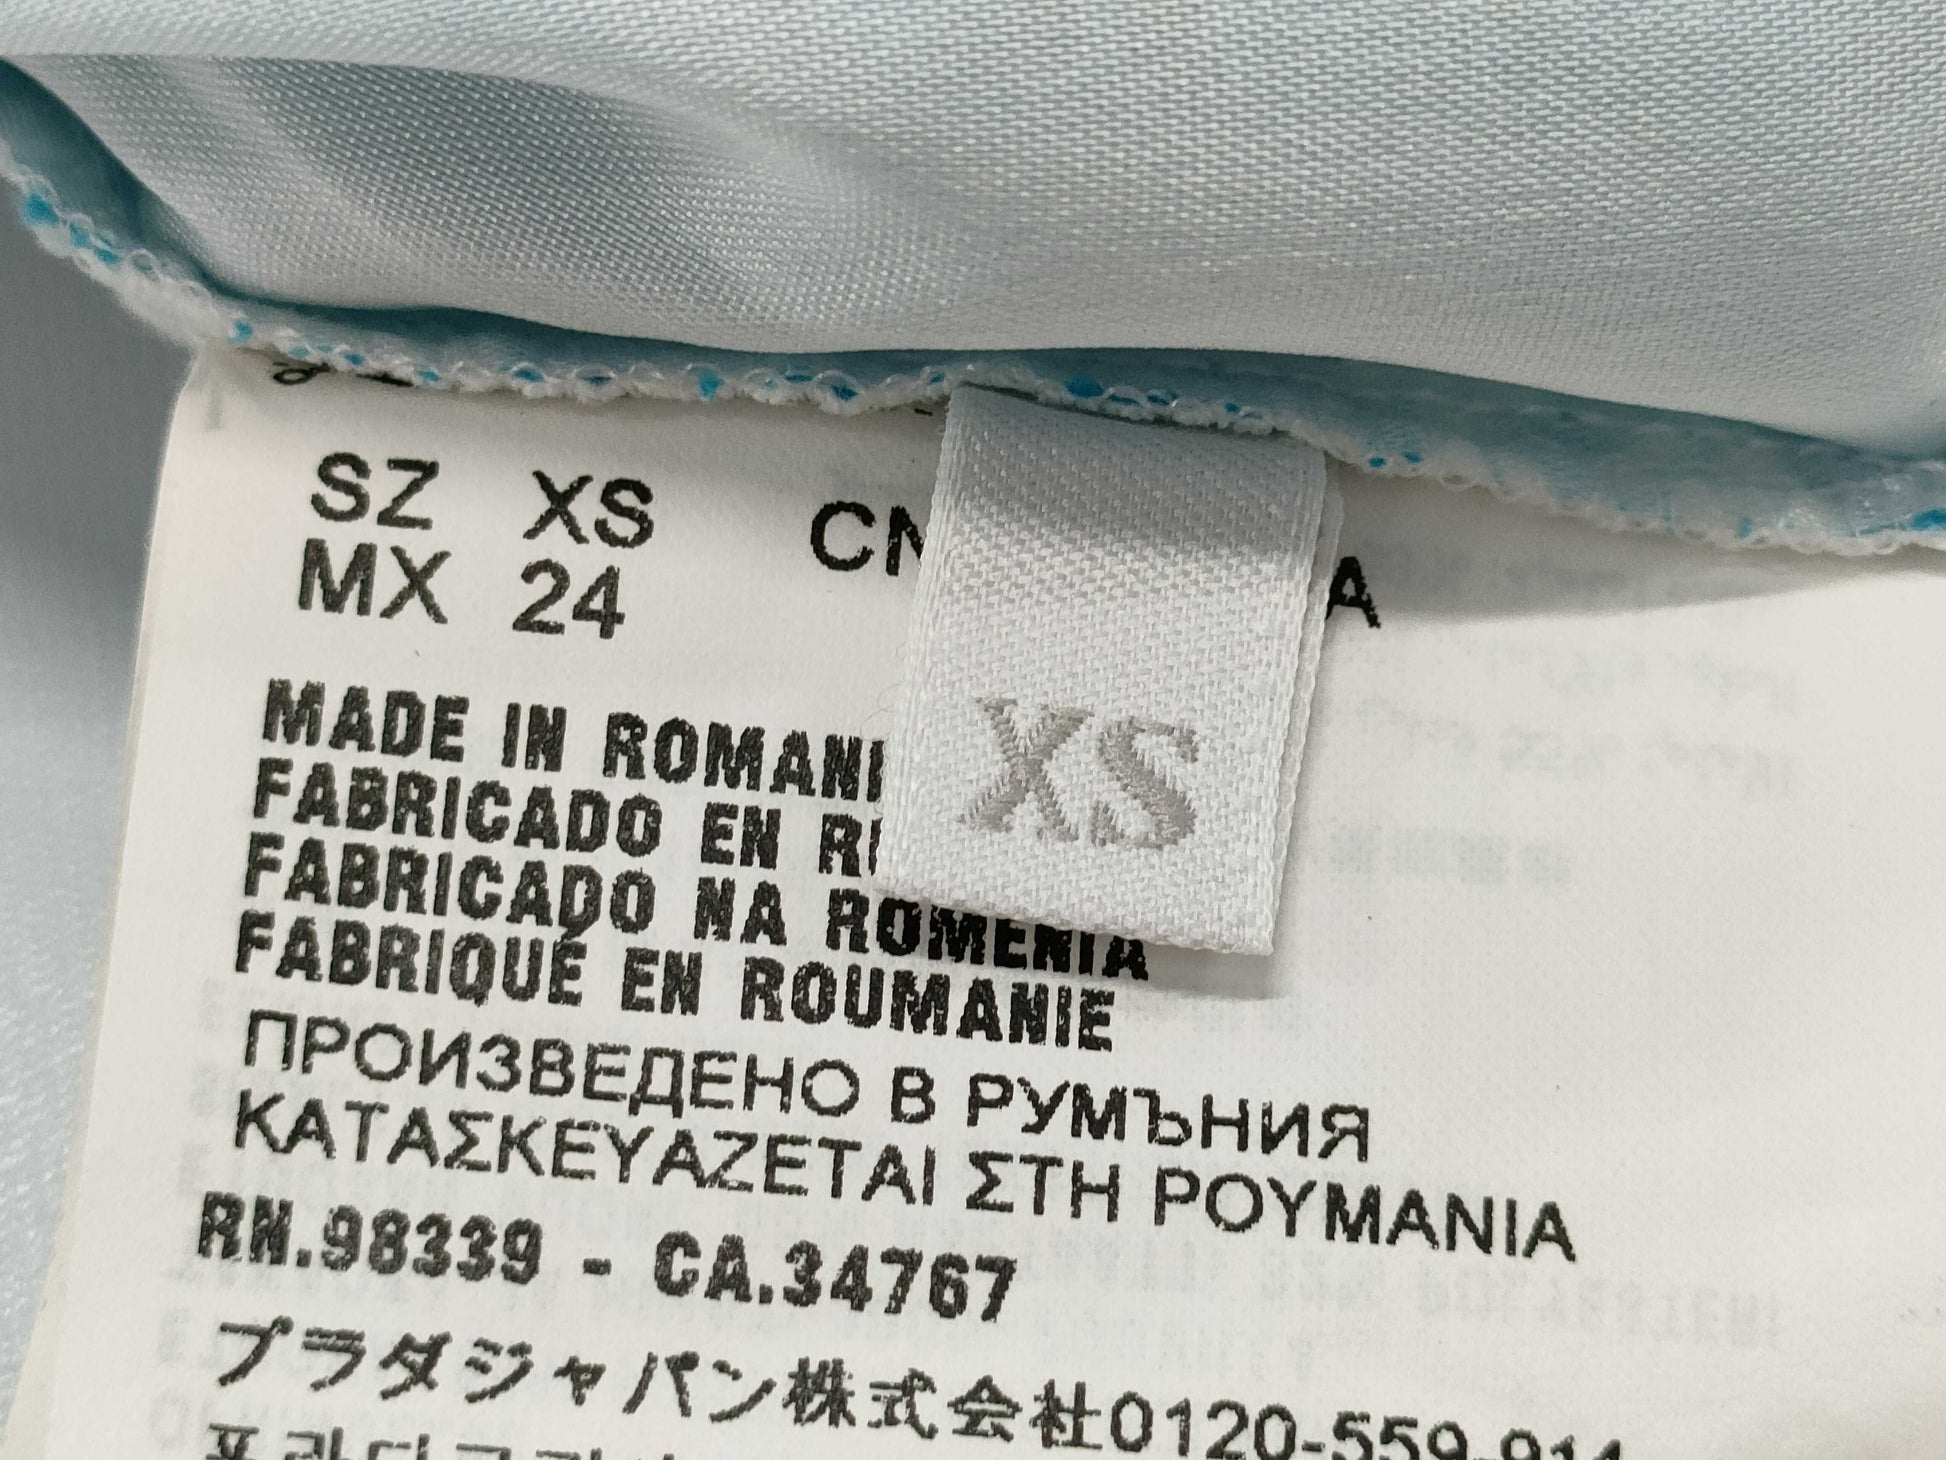 SZ XS CN A
MX 24
XS
MADE IN ROMANI
FABRICADO EN R
FABRICADO NA ROMENIA
FABRIQUÉ EN ROUMANIE
ПРОИЗВЕДЕНО В РУМЪНИЯ
ΚΑΤΑΣΚΕΥΑΖΕΤΑΙ ΣΤΗ ΡΟΥΜΑΝΙΑ
RN.98339 - CA.34767
プラダジャパン株式会社0120-559-914